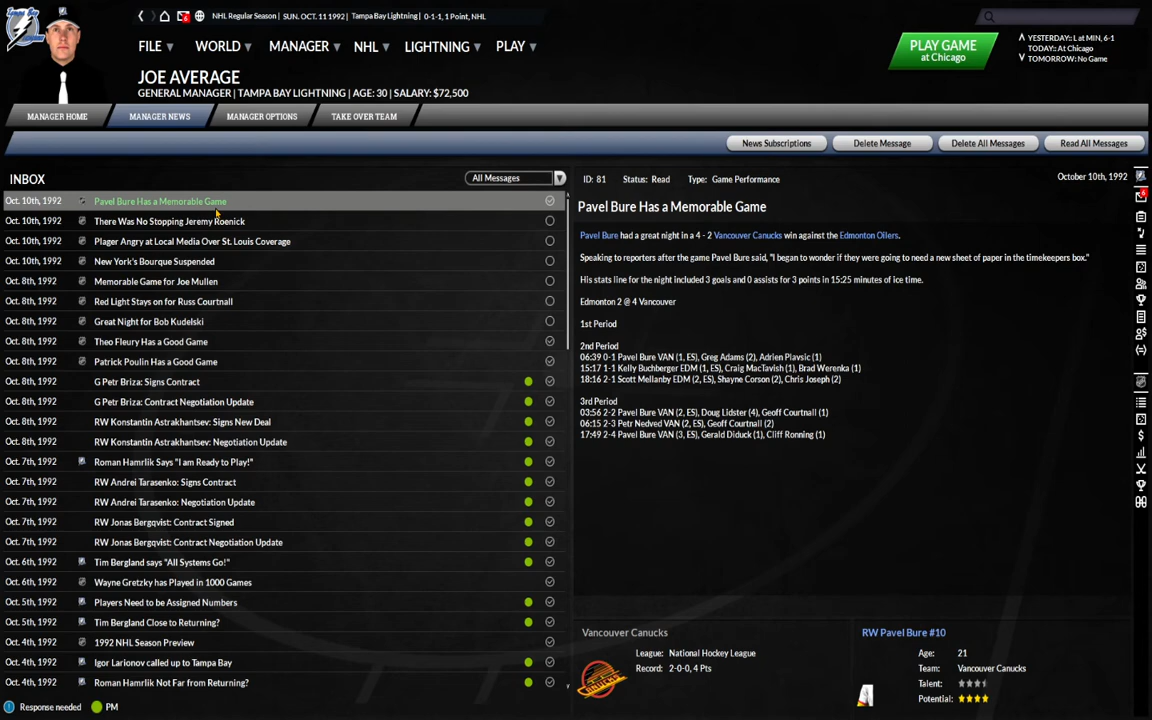 NHL Regular Season | SUN. OCT. 11 1992 | Tampa Bay Lightning | 0-1-1, 1 Point, NHL
FILE WORLD MANAGER NHL LIGHTNING PLAY
PLAY GAME
at Chicago
YESTERDAY:: L at MIN, 6-1
TODAY:: At Chicago
TOMORROW: No Game
JOE AVERAGE
GENERAL MANAGER | TAMPA BAY LIGHTNING | AGE: 30 | SALARY: $72,500
MANAGER HOME MANAGER NEWS MANAGER OPTIONS TAKE OVER TEAM
News Subscriptions Delete Message Delete All Messages Read All Messages
INBOX All Messages
Oct. 10th, 1992 Pavel Bure Has a Memorable Game
Oct. 10th, 1992 There Was No Stopping Jeremy Roenick
Oct. 10th, 1992 Plager Angry at Local Media Over St. Louis Coverage
Oct. 10th, 1992 New York's Bourque Suspended
Oct. 8th, 1992 Memorable Game for Joe Mullen
Oct. 8th, 1992 Red Light Stays on for Russ Courtnall
Oct. 8th, 1992 Great Night for Bob Kudelski
Oct. 8th, 1992 Theo Fleury Has a Good Game
Oct. 8th, 1992 Patrick Poulin Has a Good Game
Oct. 8th, 1992 G Petr Briza: Signs Contract
Oct. 8th, 1992 G Petr Briza: Contract Negotiation Update
Oct. 8th, 1992 RW Konstantin Astrakhantsev: Signs New Deal
Oct. 8th, 1992 RW Konstantin Astrakhantsev: Negotiation Update
Oct. 7th, 1992 Roman Hamrlik Says "I am Ready to Play!"
Oct. 7th, 1992 RW Andrei Tarasenko: Signs Contract
Oct. 7th, 1992 RW Andrei Tarasenko: Negotiation Update
Oct. 7th, 1992 RW Jonas Bergqvist: Contract Signed
Oct. 7th, 1992 RW Jonas Bergqvist: Contract Negotiation Update
Oct. 6th, 1992 Tim Bergland says "All Systems Go!"
Oct. 6th, 1992 Wayne Gretzky has Played in 1000 Games
Oct. 5th, 1992 Players Need to be Assigned Numbers
Oct. 5th, 1992 Tim Bergland Close to Returning?
Oct. 4th, 1992 1992 NHL Season Preview
Oct. 4th, 1992 Igor Larionov called up to Tampa Bay
Oct. 4th, 1992 Roman Hamrlik Not Far from Returning?
Response needed PM
ID: 81 Status: Read Type: Game Performance October 10th, 1992
Pavel Bure Has a Memorable Game
Pavel Bure had a great night in a 4 - 2 Vancouver Canucks win against the Edmonton Oilers.
Speaking to reporters after the game Pavel Bure said, "I began to wonder if they were going to need a new sheet of paper in the timekeepers box."
His stats line for the night included 3 goals and 0 assists for 3 points in 15:25 minutes of ice time.
Edmonton 2 @ 4 Vancouver
1st Period
2nd Period
06:39 0-1 Pavel Bure VAN (1, ES), Greg Adams (2), Adrien Plavsic (1)
15:17 1-1 Kelly Buchberger EDM (1, ES), Craig MacTavish (1), Brad Werenka (1)
18:16 2-1 Scott Mellanby EDM (2, ES), Shayne Corson (2), Chris Joseph (2)
3rd Period
03:56 2-2 Pavel Bure VAN (2, ES), Doug Lidster (4), Geoff Courtnall (1)
06:15 2-3 Petr Nedved VAN (2, ES), Geoff Courtnall (2)
17:49 2-4 Pavel Bure VAN (3, ES), Gerald Diduck (1), Cliff Ronning (1)
Vancouver Canucks
League: National Hockey League
Record: 2-0-0, 4 Pts
CANUCKS
RW Pavel Bure #10
Age: 21
Team: Vancouver Canucks
Talent:
Potential: